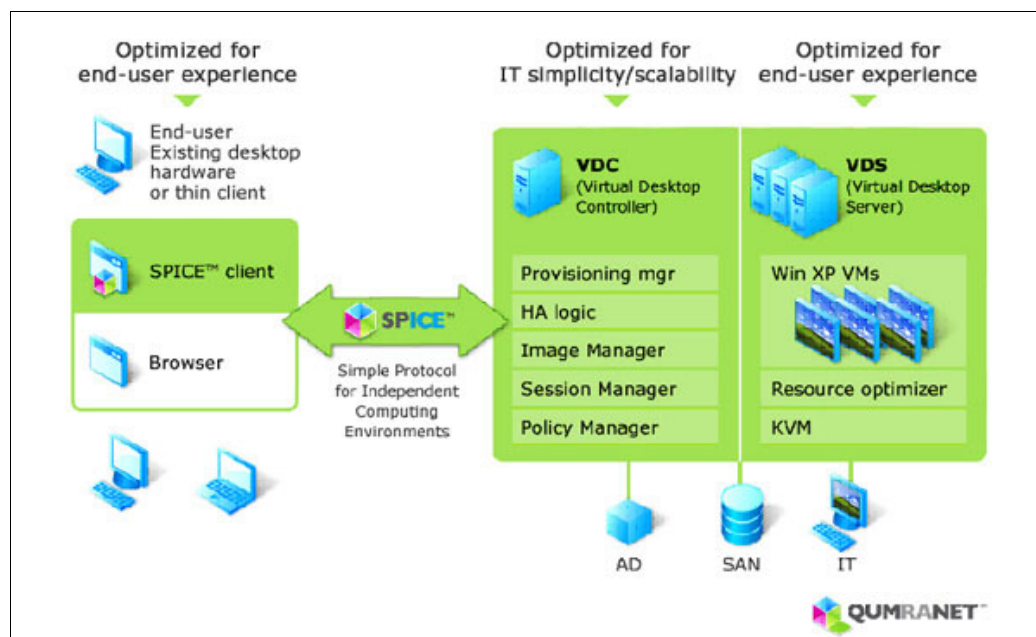 Optimized for
end-user experience
End-user
Existing desktop
hardware
or thin client
SPICE™ client
Browser
SPICE™
Simple Protocol
for Independent
Computing
Environments
Optimized for
IT simplicity/scalability
VDC
(Virtual Desktop
Controller)
Provisioning mgr
HA logic
Image Manager
Session Manager
Policy Manager
Optimized for
end-user experience
VDS
(Virtual Desktop
Server)
Win XP VMs
Resource optimizer
KVM
AD
SAN
IT
QUMRANET™